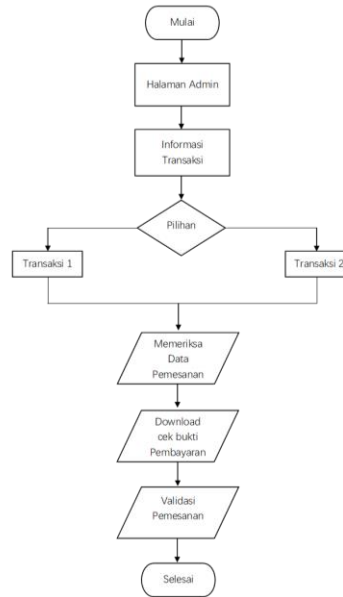 Mulai
Halaman Admin
Informasi
Transaksi
Pilihan
Transaksi 1
Transaksi 2
Memeriksa
Data
Pemesanan
Download
cek bukti
Pembayaran
Validasi
Pemesanan
Selesai